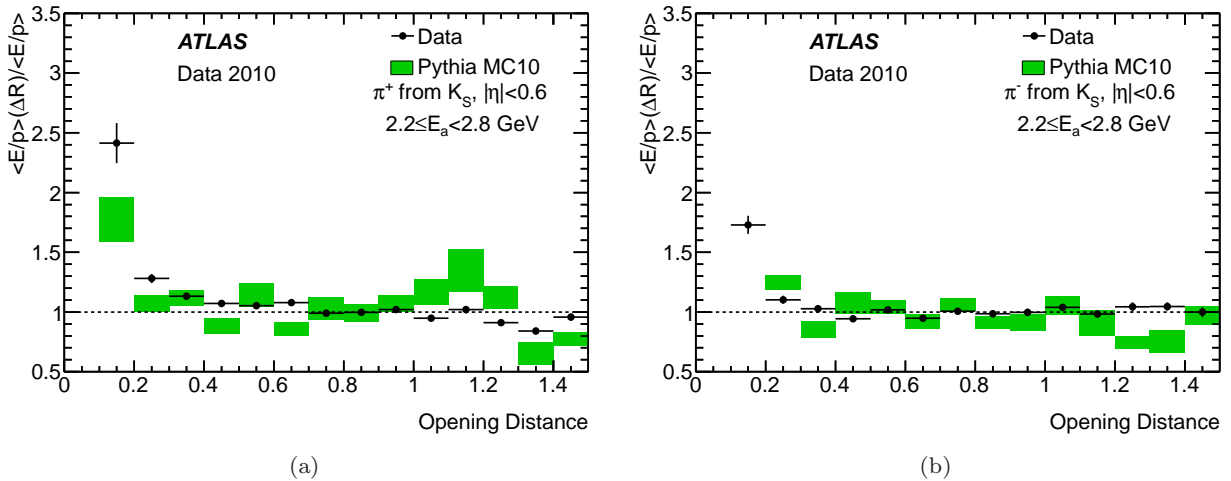 <E/p>(ΔR)/<E/p>
3.5
3
2.5
2
1.5
1
0.5
ATLAS
Data 2010
Data
Pythia MC10
π⁺ from K_S, |η|<0.6
2.2≤E_a<2.8 GeV
0 0.2 0.4 0.6 0.8 1 1.2 1.4
Opening Distance
(a)
<E/p>(ΔR)/<E/p>
3.5
3
2.5
2
1.5
1
0.5
ATLAS
Data 2010
Data
Pythia MC10
π⁻ from K_S, |η|<0.6
2.2≤E_a<2.8 GeV
0 0.2 0.4 0.6 0.8 1 1.2 1.4
Opening Distance
(b)